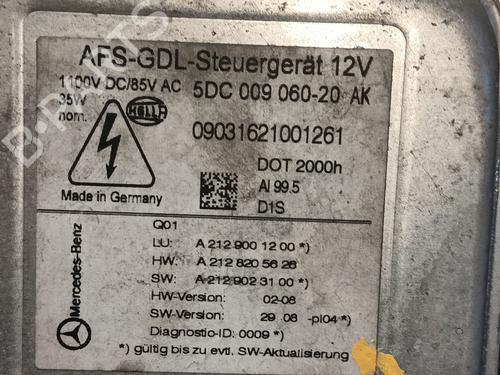 AFS-GDL-Steuergerät 12V
1100V DC/85V AC 5DC 009 060-20 AK
35W
nom.
HELLA
09031621001261
DOT 2000h
Al 99.5
D1S
Made in Germany
Q01
LU: A 212 900 12 00 *)
HW: A 212 820 56 26
SW: A 212 902 31 00 *)
HW-Version: 02-08
SW-Version: 29 08 -pl04 *)
Diagnostic-ID: 0009 *)
*) gültig bis zu evtl. SW-Aktualisierung
Mercedes-Benz